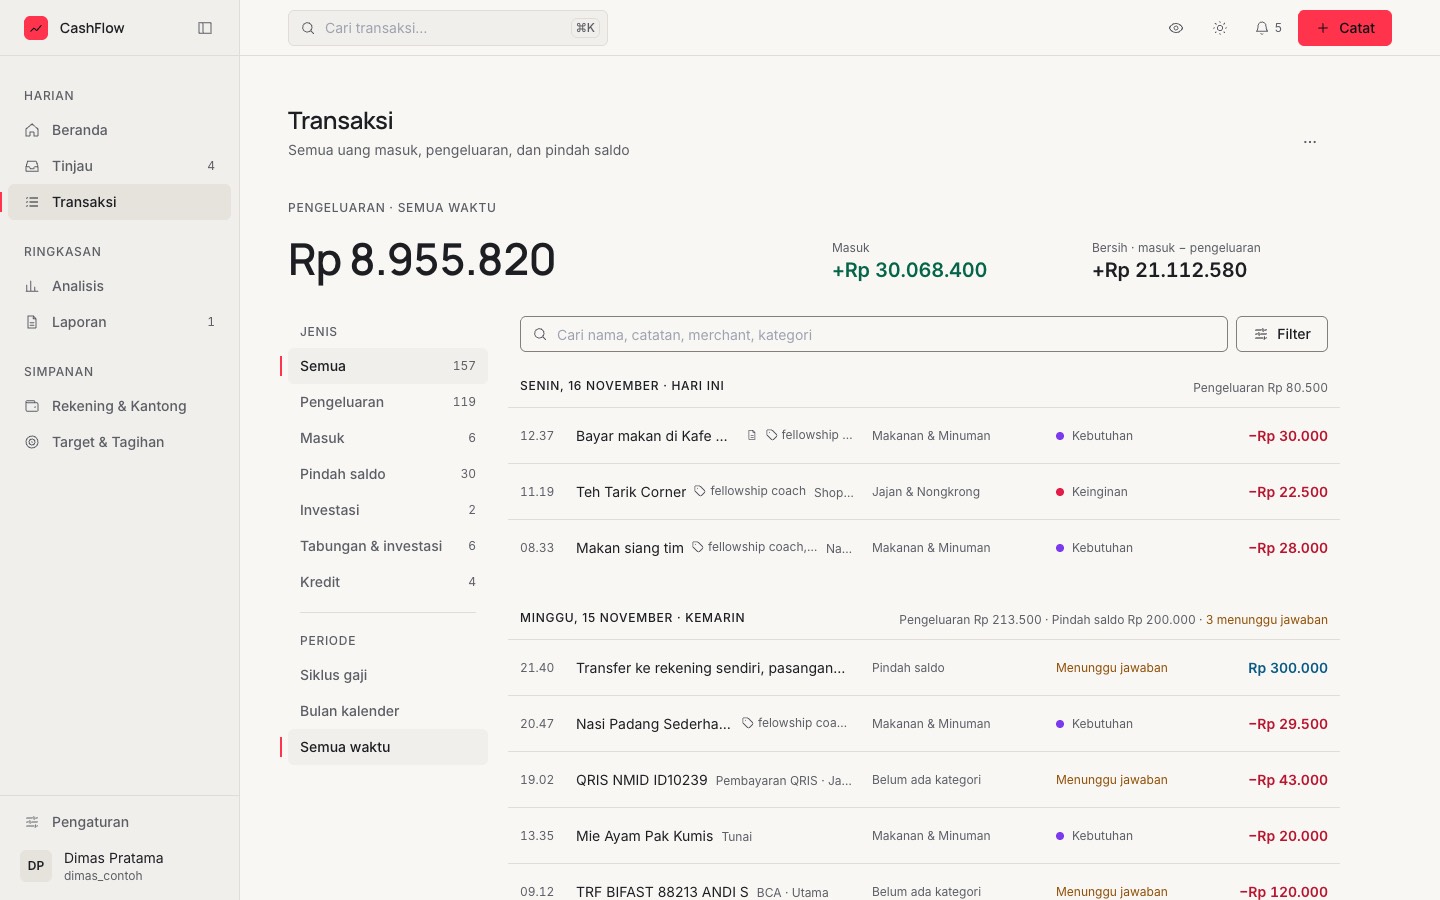 CashFlow
Cari transaksi...
⌘K
5
+ Catat
HARIAN
Beranda
Tinjau 4
Transaksi
RINGKASAN
Analisis
Laporan 1
SIMPANAN
Rekening & Kantong
Target & Tagihan
Pengaturan
DP
Dimas Pratama
dimas_contoh
Transaksi
Semua uang masuk, pengeluaran, dan pindah saldo
...
PENGELUARAN · SEMUA WAKTU
Rp 8.955.820
Masuk
+Rp 30.068.400
Bersih · masuk − pengeluaran
+Rp 21.112.580
JENIS
Semua 157
Pengeluaran 119
Masuk 6
Pindah saldo 30
Investasi 2
Tabungan & investasi 6
Kredit 4
PERIODE
Siklus gaji
Bulan kalender
Semua waktu
Cari nama, catatan, merchant, kategori
Filter
SENIN, 16 NOVEMBER · HARI INI Pengeluaran Rp 80.500
12.37 Bayar makan di Kafe ... fellowship ... Makanan & Minuman Kebutuhan −Rp 30.000
11.19 Teh Tarik Corner fellowship coach Shop... Jajan & Nongkrong Keinginan −Rp 22.500
08.33 Makan siang tim fellowship coach,... Na... Makanan & Minuman Kebutuhan −Rp 28.000
MINGGU, 15 NOVEMBER · KEMARIN Pengeluaran Rp 213.500 · Pindah saldo Rp 200.000 · 3 menunggu jawaban
21.40 Transfer ke rekening sendiri, pasangan... Pindah saldo Menunggu jawaban Rp 300.000
20.47 Nasi Padang Sederha... felowship coa... Makanan & Minuman Kebutuhan −Rp 29.500
19.02 QRIS NMID ID10239 Pembayaran QRIS · Ja... Belum ada kategori Menunggu jawaban −Rp 43.000
13.35 Mie Ayam Pak Kumis Tunai Makanan & Minuman Kebutuhan −Rp 20.000
09.12 TRF BIFAST 88213 ANDI S BCA · Utama Belum ada kategori Menunggu jawaban −Rp 120.000